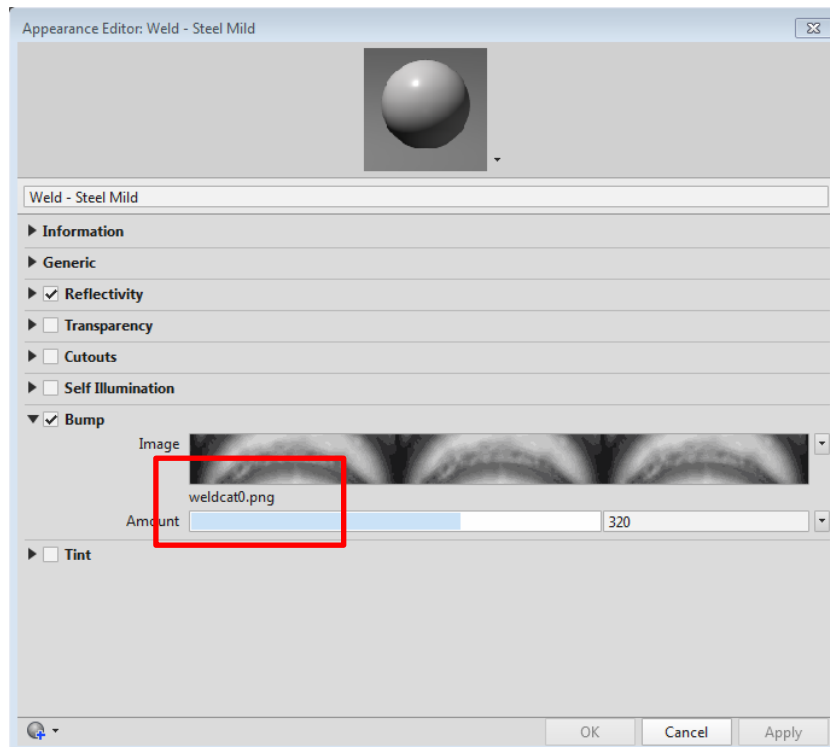 Appearance Editor: Weld - Steel Mild
Weld - Steel Mild
Information
Generic
Reflectivity
Transparency
Cutouts
Self Illumination
Bump
Image
weldcat0.png
Amount 320
Tint
OK Cancel Apply